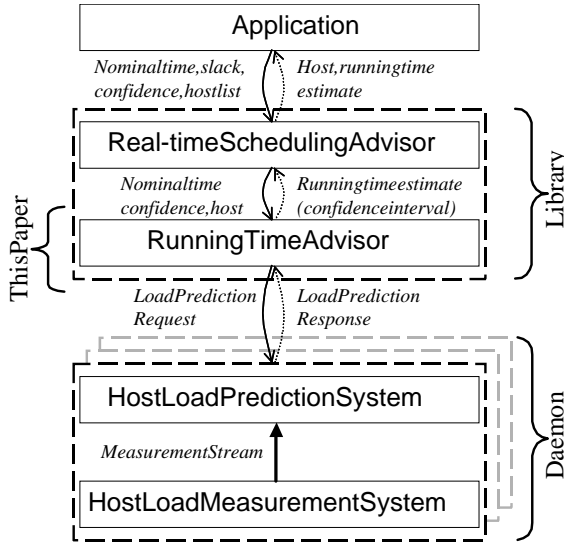 Application
Nominaltime,slack,
confidence,hostlist
Host,runningtime
estimate
Real-timeSchedulingAdvisor
Nominaltime
confidence,host
Runningtimeestimate
(confidenceinterval)
RunningTimeAdvisor
Library
ThisPaper
LoadPrediction
Request
LoadPrediction
Response
HostLoadPredictionSystem
MeasurementStream
HostLoadMeasurementSystem
Daemon